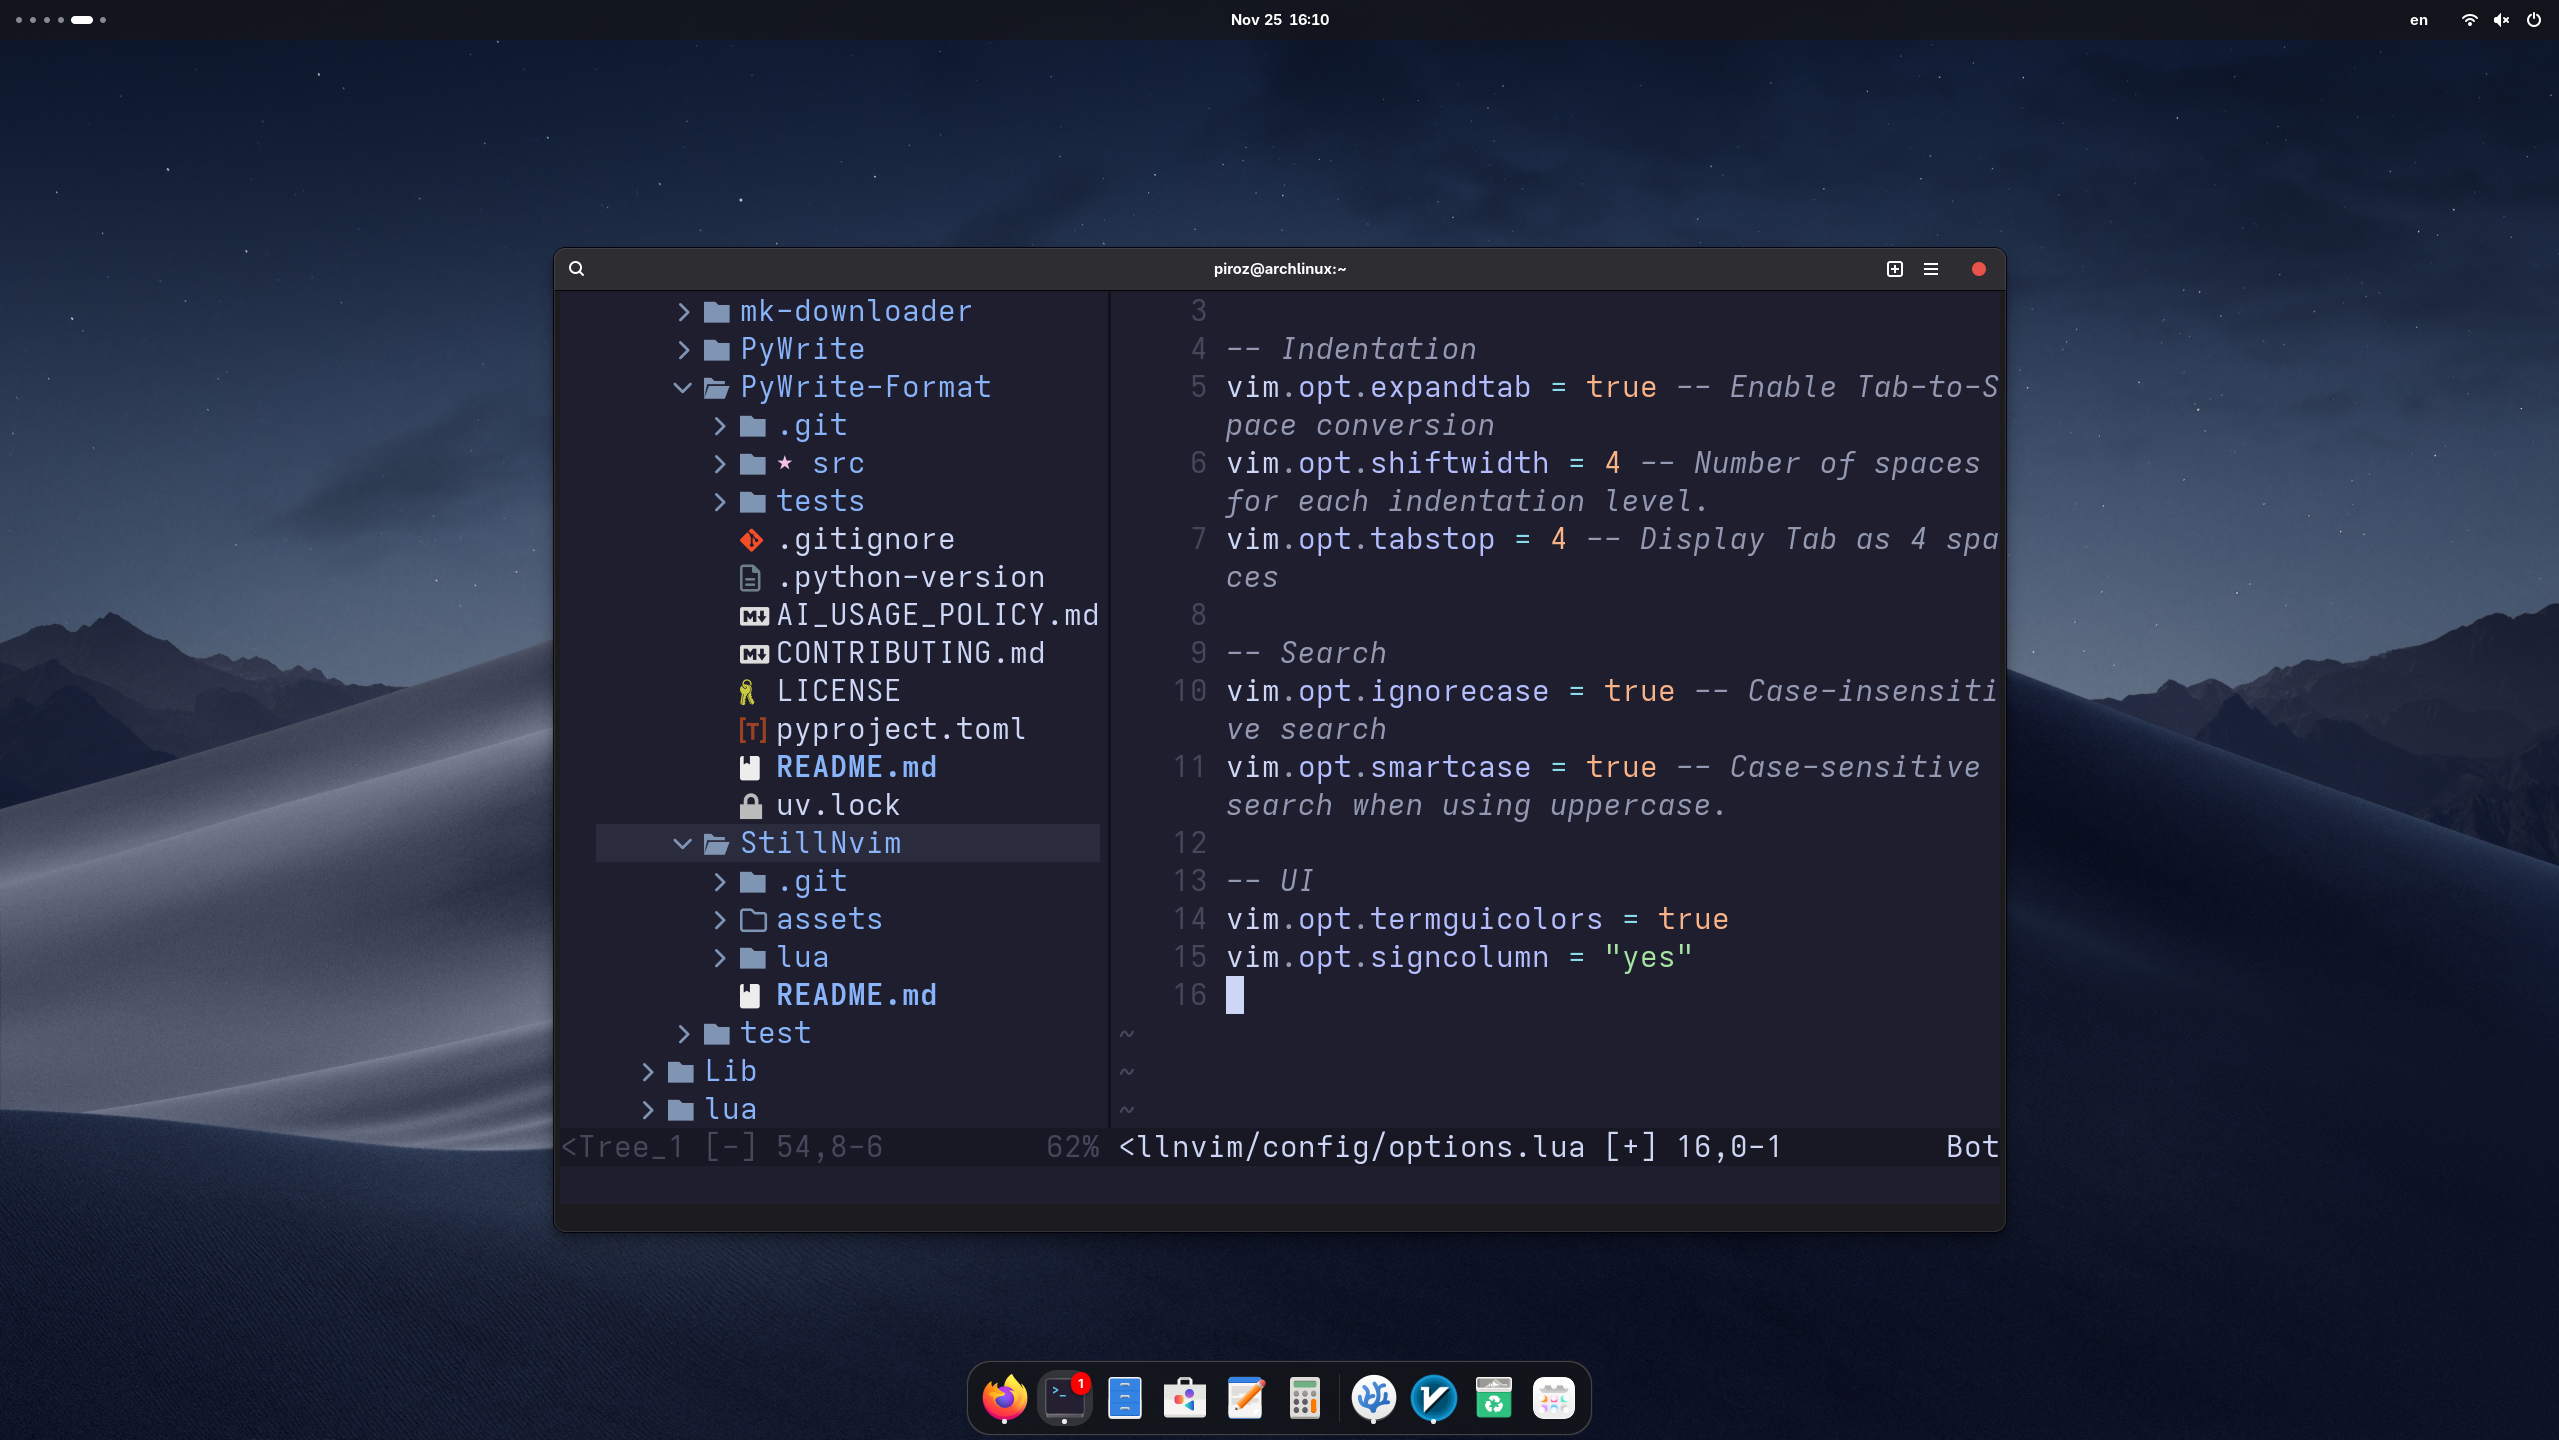 Nov 25 16:10
en
piroz@archlinux:~
mk-downloader
PyWrite
PyWrite-Format
.git
★ src
tests
.gitignore
.python-version
AI_USAGE_POLICY.md
CONTRIBUTING.md
LICENSE
[T] pyproject.toml
README.md
uv.lock
StillNvim
.git
assets
lua
README.md
test
Lib
lua
<Tree_1 [-] 54,8-6 62%
3
4 -- Indentation
5 vim.opt.expandtab = true -- Enable Tab-to-S
pace conversion
6 vim.opt.shiftwidth = 4 -- Number of spaces
for each indentation level.
7 vim.opt.tabstop = 4 -- Display Tab as 4 spa
ces
8
9 -- Search
10 vim.opt.ignorecase = true -- Case-insensiti
ve search
11 vim.opt.smartcase = true -- Case-sensitive
search when using uppercase.
12
13 -- UI
14 vim.opt.termguicolors = true
15 vim.opt.signcolumn = "yes"
16
~
~
~
<llnvim/config/options.lua [+] 16,0-1 Bot
1